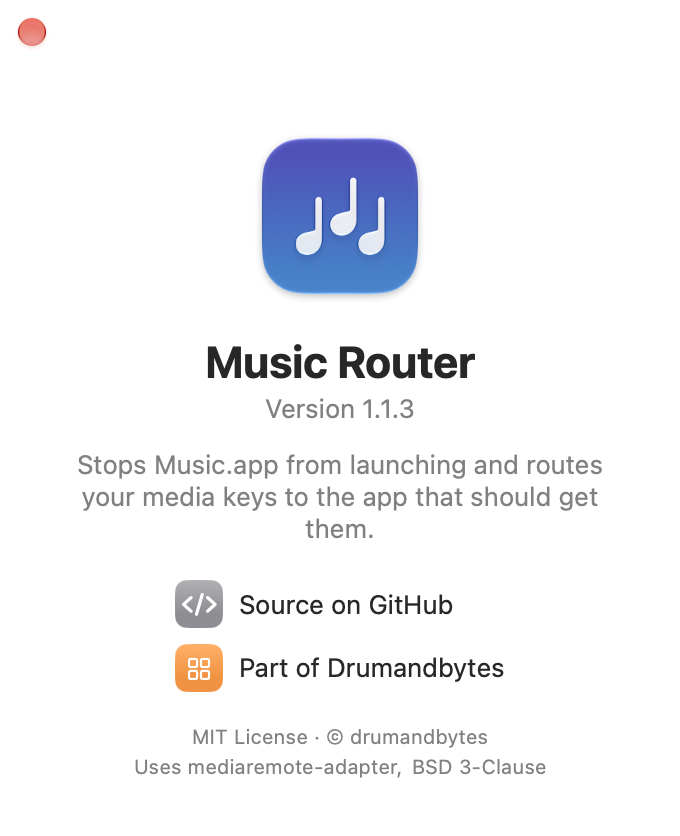 Music Router
Version 1.1.3
Stops Music.app from launching and routes
your media keys to the app that should get
them.
</> Source on GitHub
Part of Drumandbytes
MIT License · © drumandbytes
Uses mediaremote-adapter, BSD 3-Clause